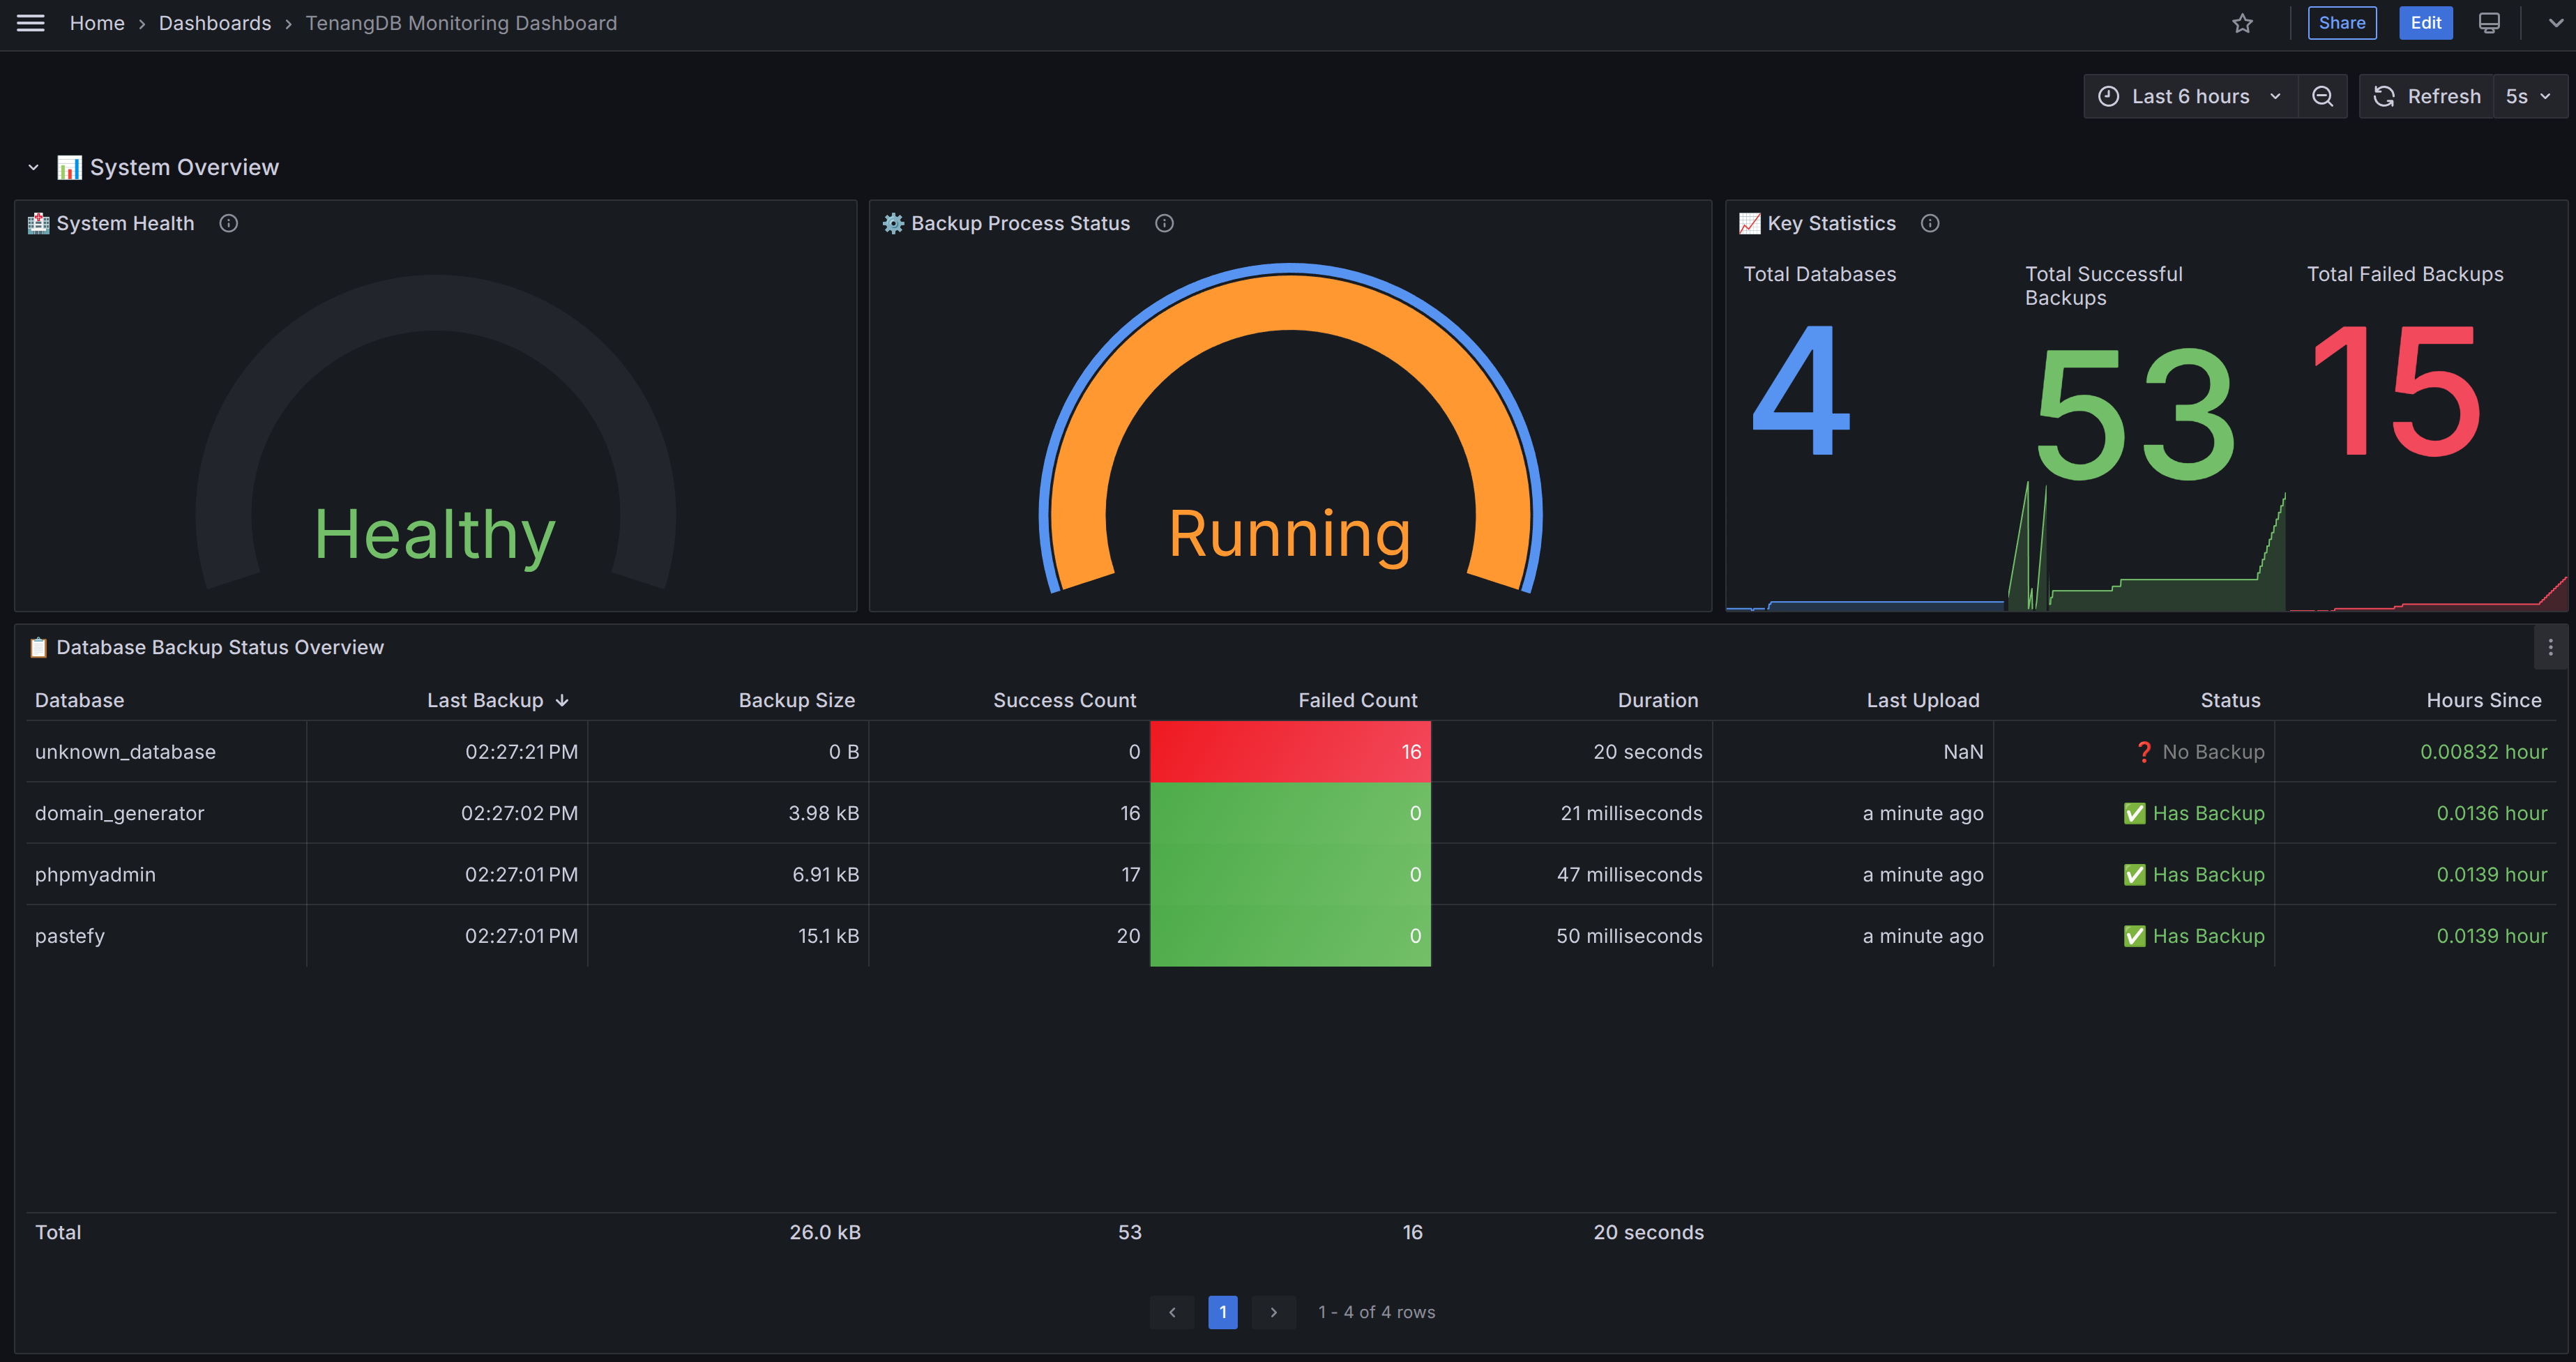 Home › Dashboards › TenangDB Monitoring Dashboard
Share
Edit
Last 6 hours
Refresh
5s
📊 System Overview
🏥 System Health
⚙️ Backup Process Status
📈 Key Statistics
Healthy
Running
Total Databases
4
Total Successful
Backups
53
Total Failed Backups
15
📋 Database Backup Status Overview
Database Last Backup ↓ Backup Size Success Count Failed Count Duration Last Upload Status Hours Since
unknown_database 02:27:21 PM 0 B 0 16 20 seconds NaN ❓ No Backup 0.00832 hour
domain_generator 02:27:02 PM 3.98 kB 16 0 21 milliseconds a minute ago ✅ Has Backup 0.0136 hour
phpmyadmin 02:27:01 PM 6.91 kB 17 0 47 milliseconds a minute ago ✅ Has Backup 0.0139 hour
pastefy 02:27:01 PM 15.1 kB 20 0 50 milliseconds a minute ago ✅ Has Backup 0.0139 hour
Total 26.0 kB 53 16 20 seconds
‹ 1 › 1 - 4 of 4 rows